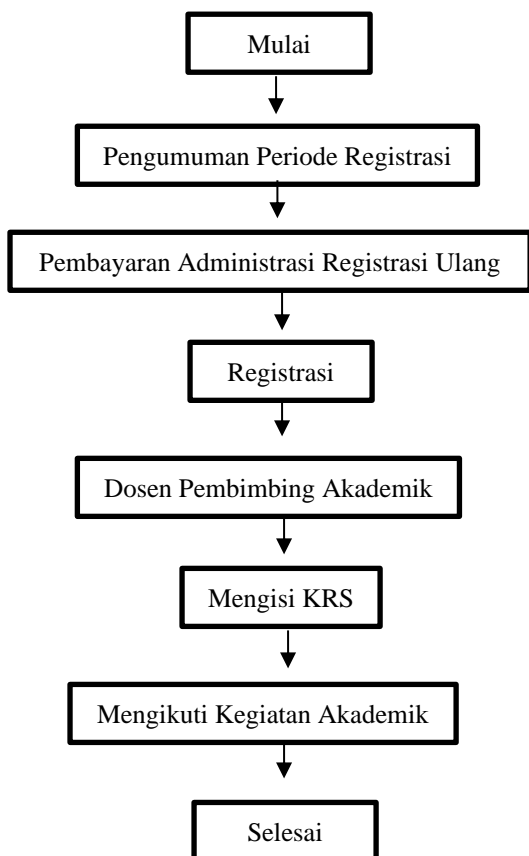 Mulai
Pengumuman Periode Registrasi
Pembayaran Administrasi Registrasi Ulang
Registrasi
Dosen Pembimbing Akademik
Mengisi KRS
Mengikuti Kegiatan Akademik
Selesai